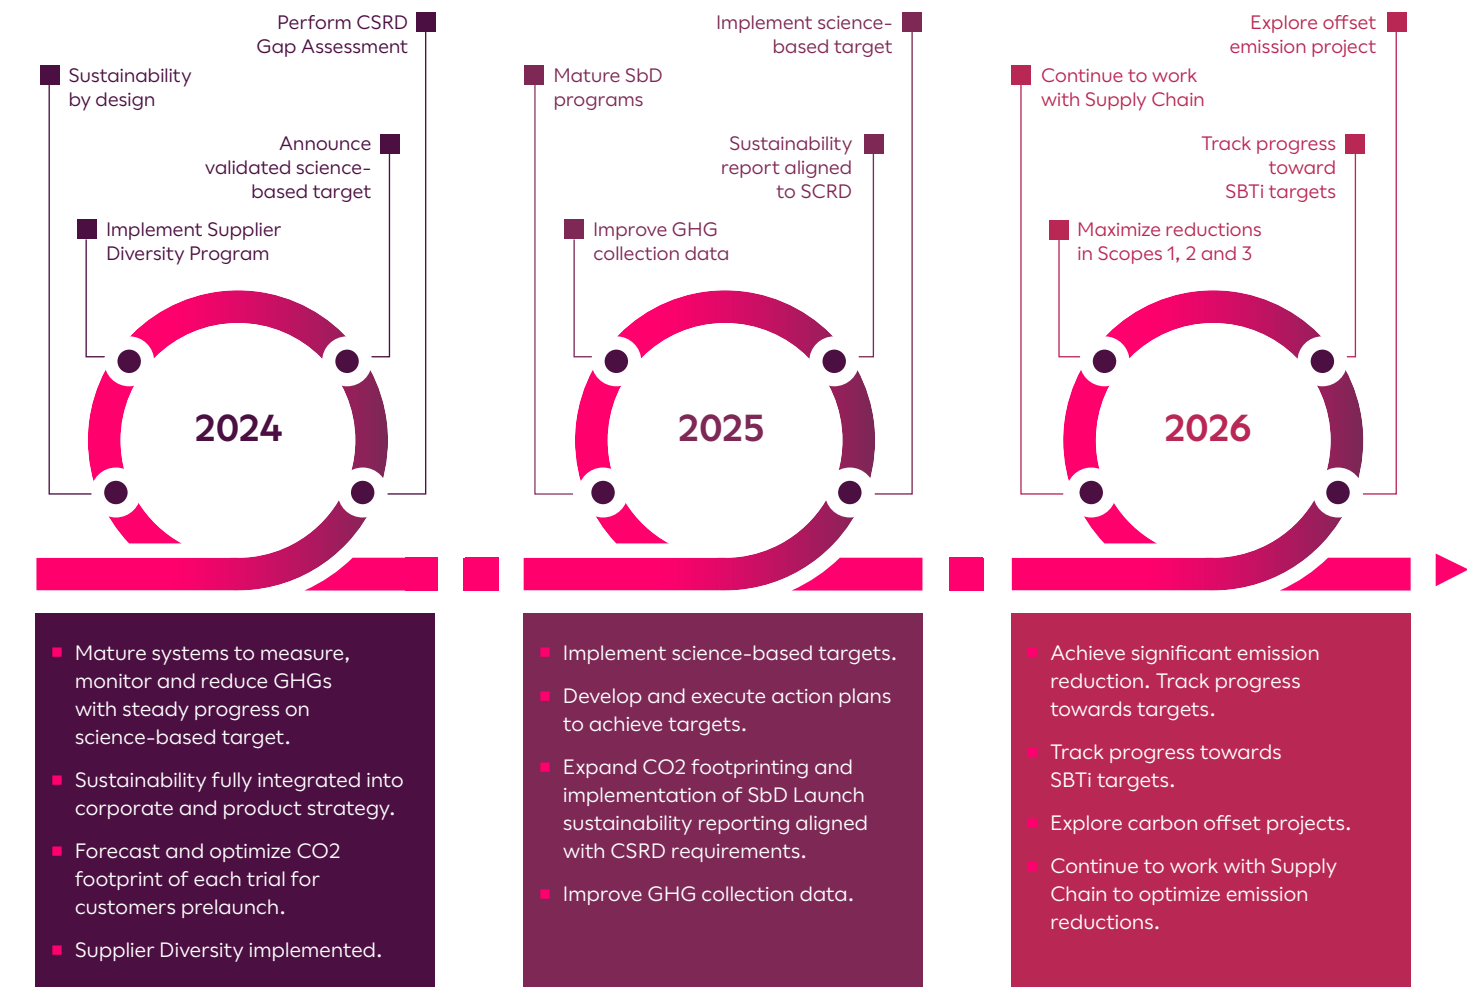 Perform CSRD
Gap Assessment
Sustainability
by design
Announce
validated science-
based target
Implement Supplier
Diversity Program
2024
Mature systems to measure,
monitor and reduce GHGs
with steady progress on
science-based target.
Sustainability fully integrated into
corporate and product strategy.
Forecast and optimize CO2
footprint of each trial for
customers prelaunch.
Supplier Diversity implemented.
Implement science-
based target
Mature SbD
programs
Sustainability
report aligned
to SCRD
Improve GHG
collection data
2025
Implement science-based targets.
Develop and execute action plans
to achieve targets.
Expand CO2 footprinting and
implementation of SbD Launch
sustainability reporting aligned
with CSRD requirements.
Improve GHG collection data.
Explore offset
emission project
Continue to work
with Supply Chain
Track progress
toward
SBTi targets
Maximize reductions
in Scopes 1, 2 and 3
2026
Achieve significant emission
reduction. Track progress
towards targets.
Track progress towards
SBTi targets.
Explore carbon offset projects.
Continue to work with Supply
Chain to optimize emission
reductions.